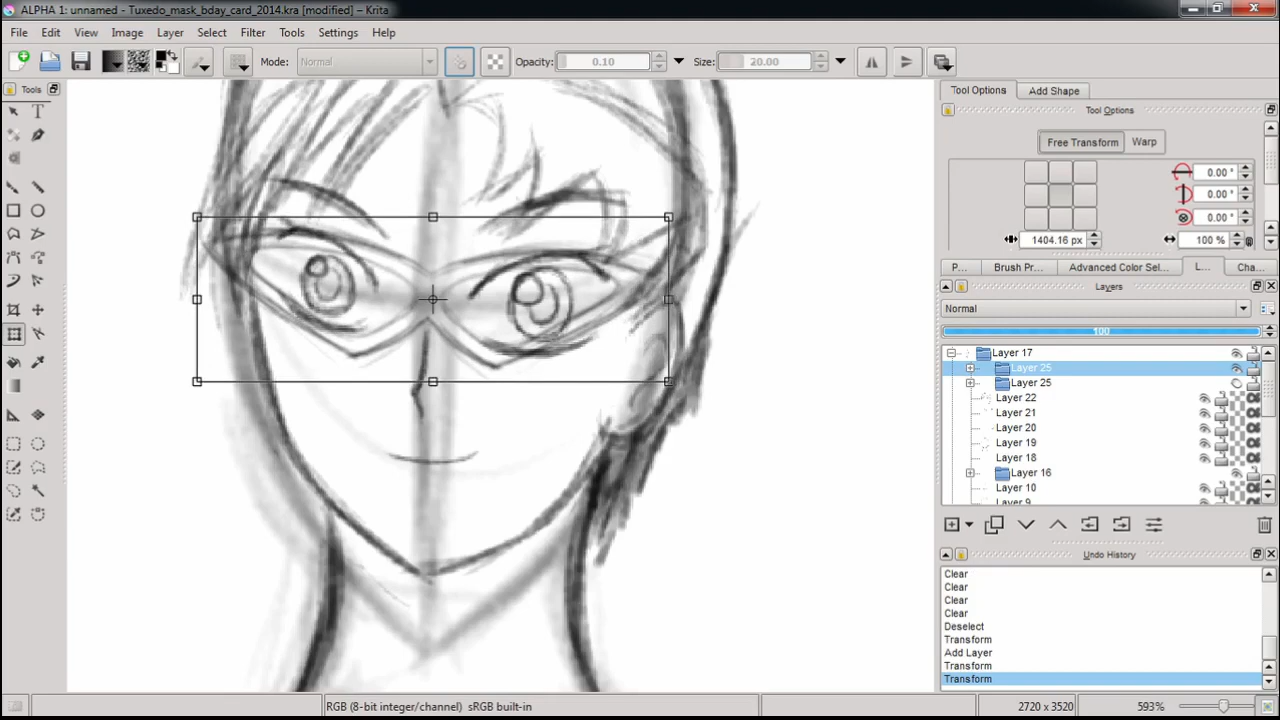 ALPHA 1: unnamed - Tuxedo_mask_bday_card_2014.kra [modified] - Krita
File Edit View Image Layer Select Filter Tools Settings Help
Mode: Normal Opacity: 0.10 Size: 20.00
Tools
Tool Options Add Shape
Tool Options
Free Transform Warp
0.00 °
0.00 °
0.00 °
1404.16 px 100 %
P... Brush Pr... Advanced Color Sel... L... Cha...
Layers
Normal
100
Layer 17
Layer 25
Layer 25
Layer 22
Layer 21
Layer 20
Layer 19
Layer 18
Layer 16
Layer 10
Layer 9
Undo History
Clear
Clear
Clear
Clear
Deselect
Transform
Add Layer
Transform
Transform
RGB (8-bit integer/channel) sRGB built-in 2720 x 3520 593%